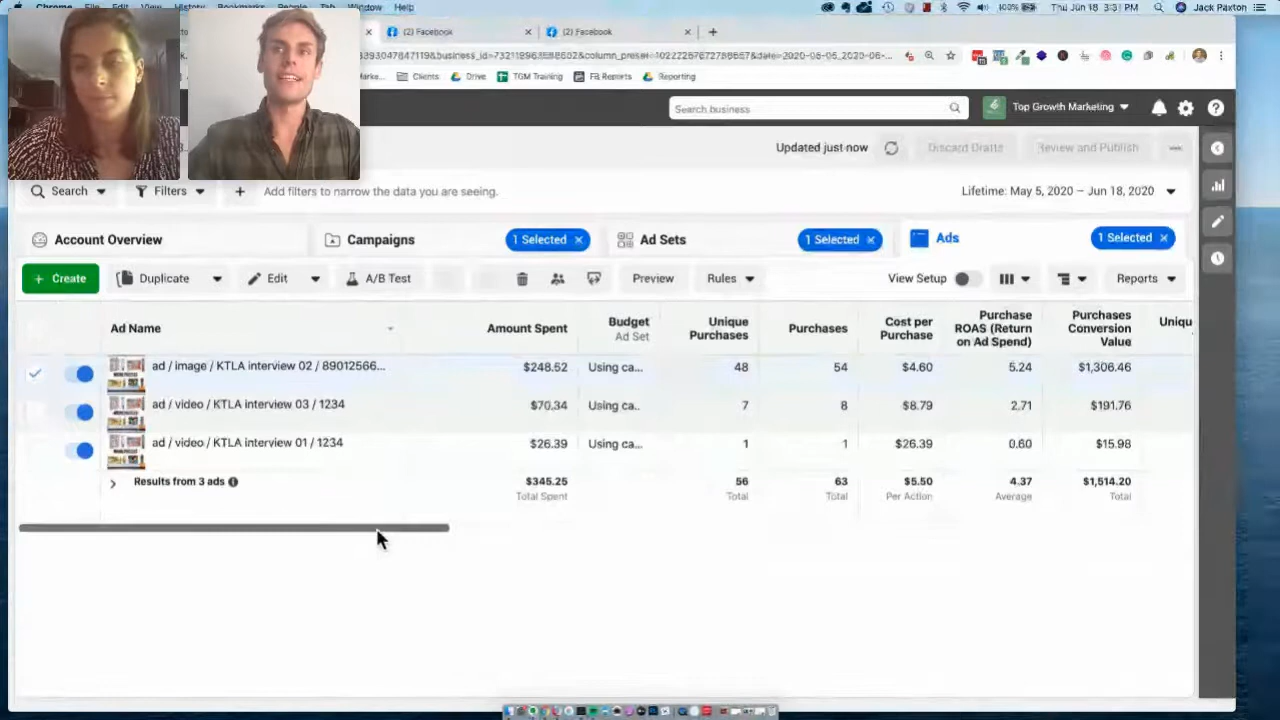 Chrome File Edit View History Bookmarks People Tab Window Help
100%
Thu Jun 18 3:31 PM
Jack Paxton
(2) Facebook
(2) Facebook
Clients
Drive
TGM Training
FB Reports
Reporting
Search business
Top Growth Marketing
Updated just now
Discard Drafts
Review and Publish
Search
Filters
Add filters to narrow the data you are seeing.
Lifetime: May 5, 2020 – Jun 18, 2020
Account Overview
Campaigns
1 Selected ×
Ad Sets
1 Selected ×
Ads
1 Selected ×
+ Create
Duplicate
Edit
A/B Test
Preview
Rules
View Setup
Reports
Ad Name
Amount Spent
Budget
Ad Set
Unique
Purchases
Purchases
Cost per
Purchase
Purchase
ROAS (Return
on Ad Spend)
Purchases
Conversion
Value
Uniqu
ad / image / KTLA interview 02 / 89012566...
$248.52
Using ca...
48
54
$4.60
5.24
$1,306.46
ad / video / KTLA interview 03 / 1234
$70.34
Using ca..
7
8
$8.79
2.71
$191.76
ad / video / KTLA interview 01 / 1234
$26.39
Using ca...
1
1
$26.39
0.60
$15.98
Results from 3 ads
$345.25
Total Spent
56
Total
63
Total
$5.50
Per Action
4.37
Average
$1,514.20
Total